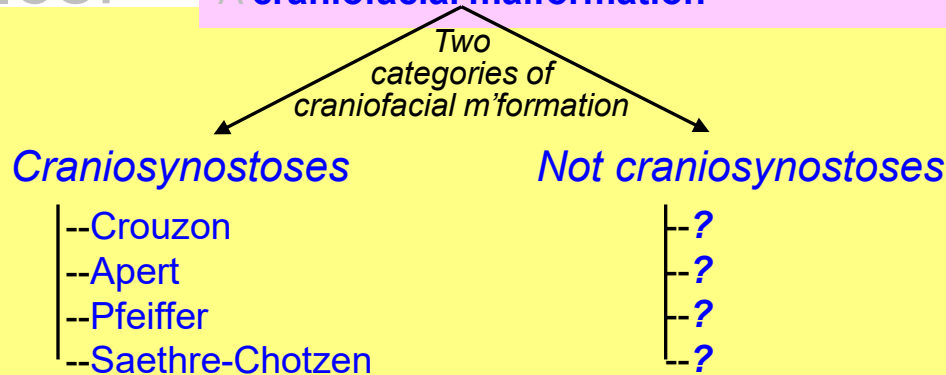 A craniofacial malformation
Two
categories of
craniofacial m’formation
Craniosynostoses
Not craniosynostoses
--Crouzon
--Apert
--Pfeiffer
--Saethre-Chotzen
--?
--?
--?
--?